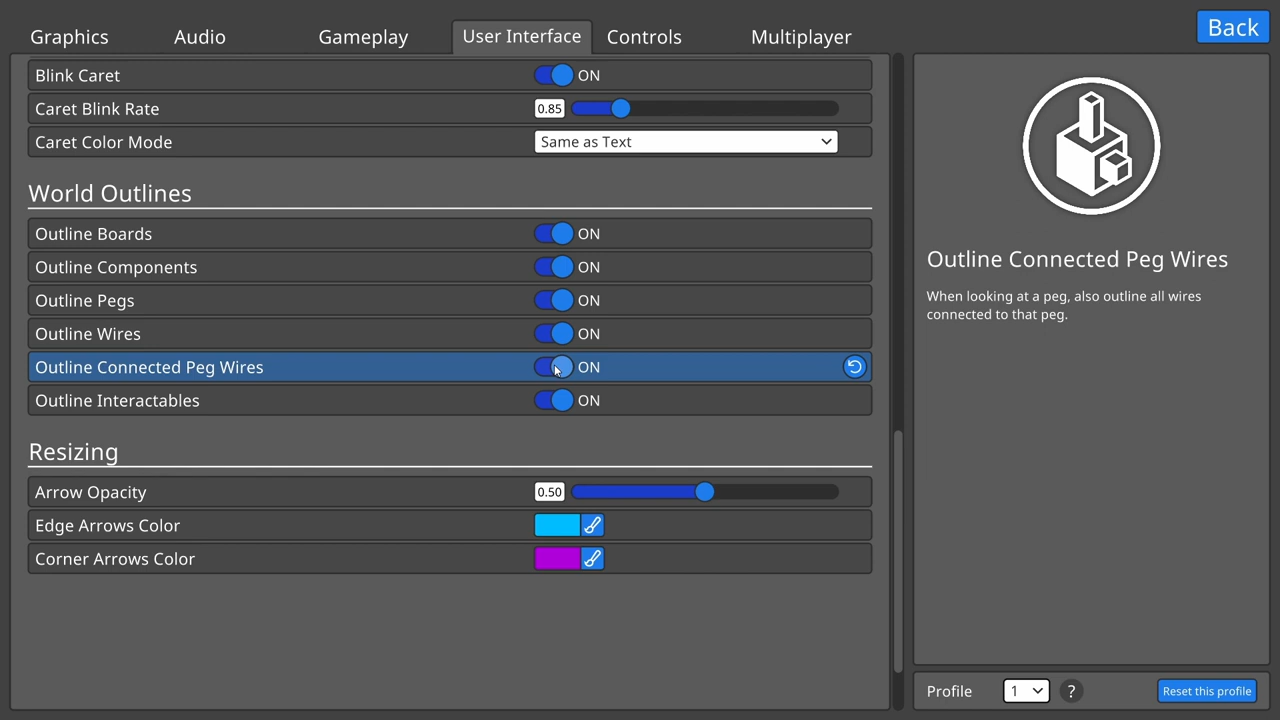 Graphics
Audio
Gameplay
User Interface
Controls
Multiplayer
Back
Blink Caret
ON
Caret Blink Rate
0.85
Caret Color Mode
Same as Text
World Outlines
Outline Boards
ON
Outline Components
ON
Outline Pegs
ON
Outline Wires
ON
Outline Connected Peg Wires
ON
Outline Interactables
ON
Resizing
Arrow Opacity
0.50
Edge Arrows Color
Corner Arrows Color
Outline Connected Peg Wires
When looking at a peg, also outline all wires
connected to that peg.
Profile
1
?
Reset this profile